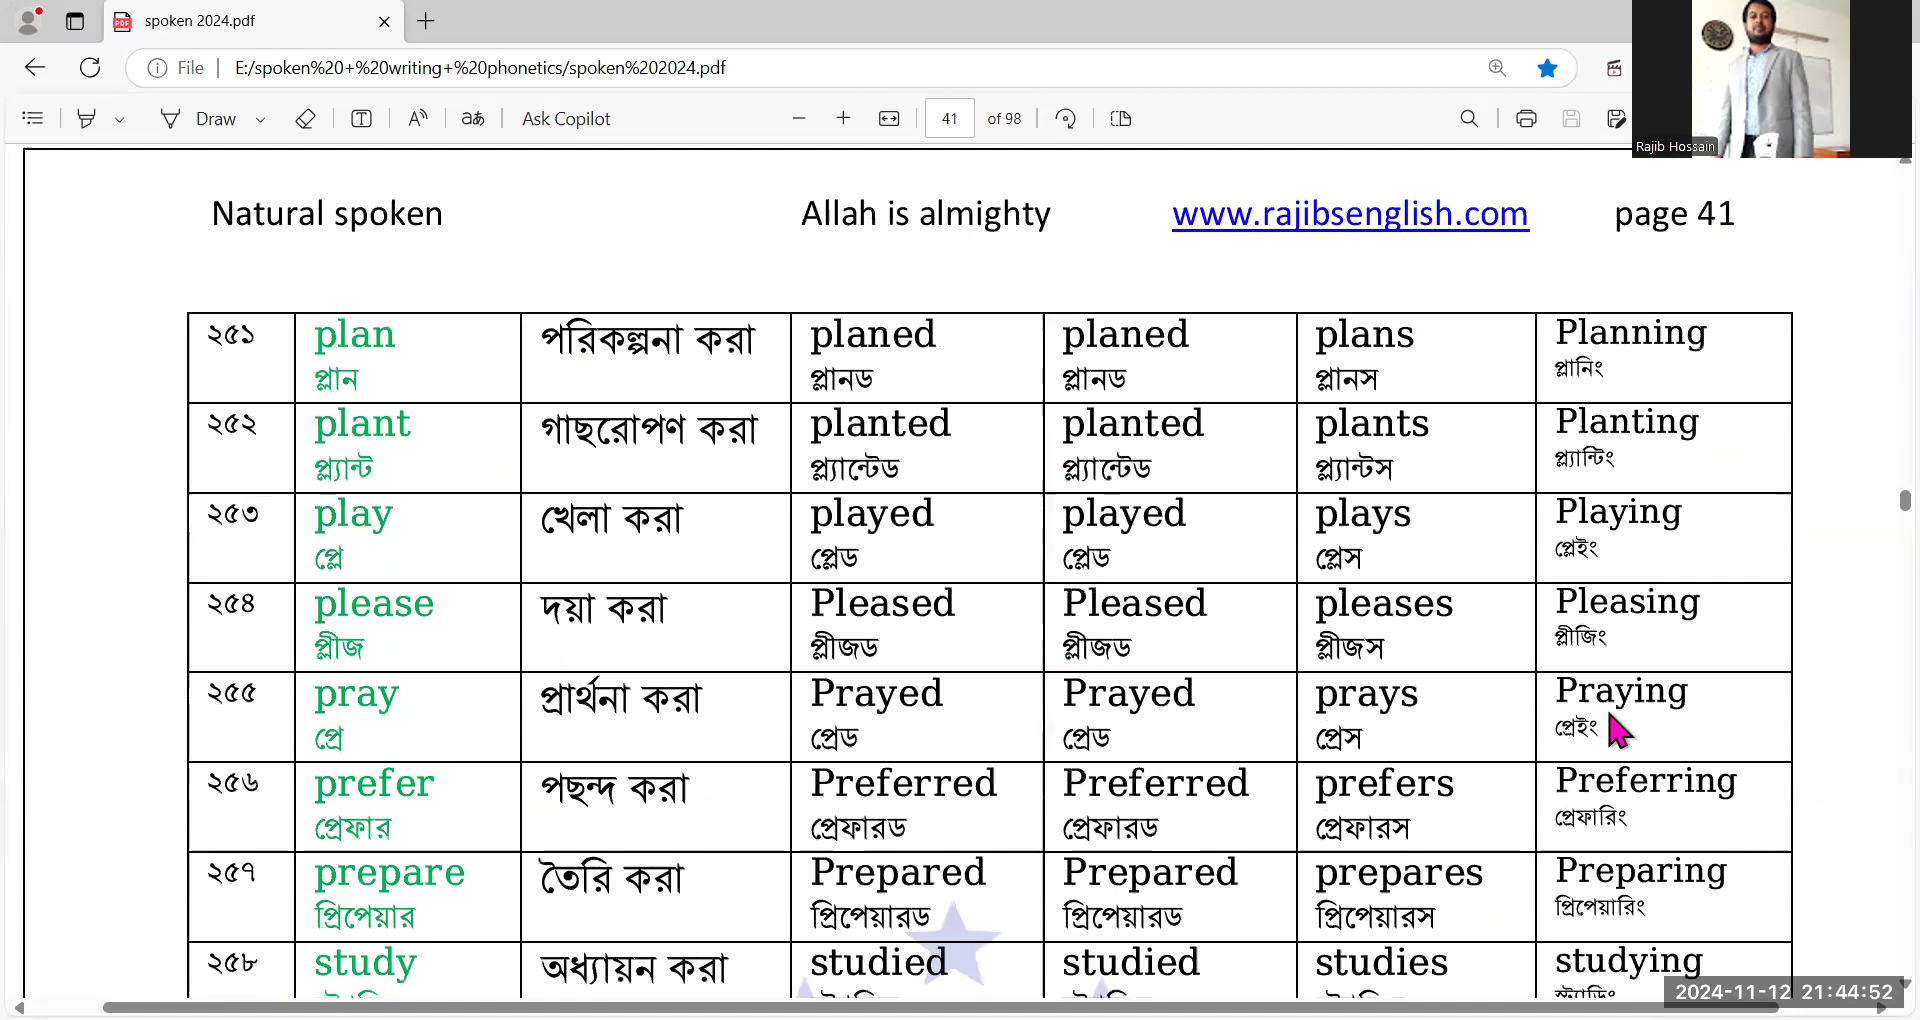 spoken 2024.pdf
File E:/spoken%20+%20writing+%20phonetics/spoken%202024.pdf
Draw Ask Copilot 41 of 98
Rajib Hossain
Natural spoken Allah is almighty www.rajibsenglish.com page 41
২৫১ plan পরিকল্পনা করা planed planed plans Planning
প্লান প্লানড প্লানড প্লানস প্লানিং
২৫২ plant গাছরোপণ করা planted planted plants Planting
প্ল্যান্ট প্ল্যান্টেড প্ল্যান্টেড প্ল্যান্টস প্ল্যান্টিং
২৫৩ play খেলা করা played played plays Playing
প্লে প্লেড প্লেড প্লেস প্লেইং
২৫৪ please দয়া করা Pleased Pleased pleases Pleasing
প্লীজ প্লীজড প্লীজড প্লীজস প্লীজিং
২৫৫ pray প্রার্থনা করা Prayed Prayed prays Praying
প্রে প্রেড প্রেড প্রেস প্রেইং
২৫৬ prefer পছন্দ করা Preferred Preferred prefers Preferring
প্রেফার প্রেফারড প্রেফারড প্রেফারস প্রেফারিং
২৫৭ prepare তৈরি করা Prepared Prepared prepares Preparing
প্রিপেয়ার প্রিপেয়ারড প্রিপেয়ারড প্রিপেয়ারস প্রিপেয়ারিং
২৫৮ study অধ্যায়ন করা studied studied studies studying
2024-11-12 21:44:52